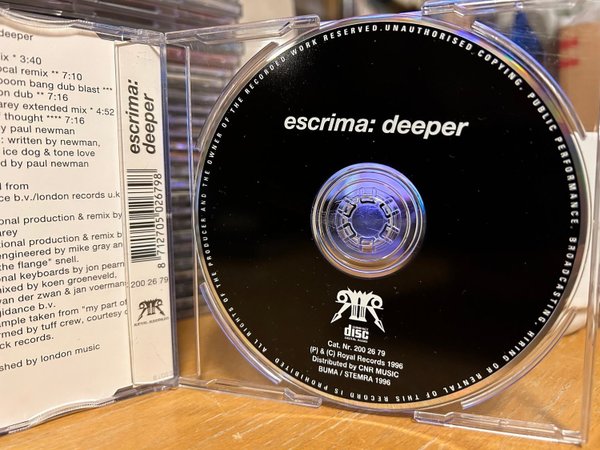 deeper
ix * 3:40
ocal remix ** 7:10
boom bang dub blast ***
on dub ** 7:16
arey extended mix * 4:52
f thought **** 7:16
by paul newman
: written by newman,
ice dog & tone love
ed by paul newman
d from
ce b.v./london records u.k
onal production & remix by
arey
tional production & remix b
engineered by mike gray an
"the flange" snell.
onal keyboards by jon pearn
mixed by koen groeneveld,
van der zwan & jan voermans
gidance b.v.
mple taken from "my part of
rmed by tuff crew, courtesy o
ck records.
shed by london music
escrima:
deeper
8 712705 026798
200 26 79
ALL RIGHTS OF THE PRODUCER AND THE OWNER OF THE RECORDED WORK RESERVED. UNAUTHORISED COPYING, PUBLIC PERFORMANCE, BROADCASTING, HIRING OR RENTAL OF THIS RECORD IS PROHIBITED
escrima: deeper
COMPACT
disc
DIGITAL AUDIO
Cat. Nr. 200 26 79
(P) & (C) Royal Records 1996
Distributed by CNR MUSIC
BUMA / STEMRA 1996